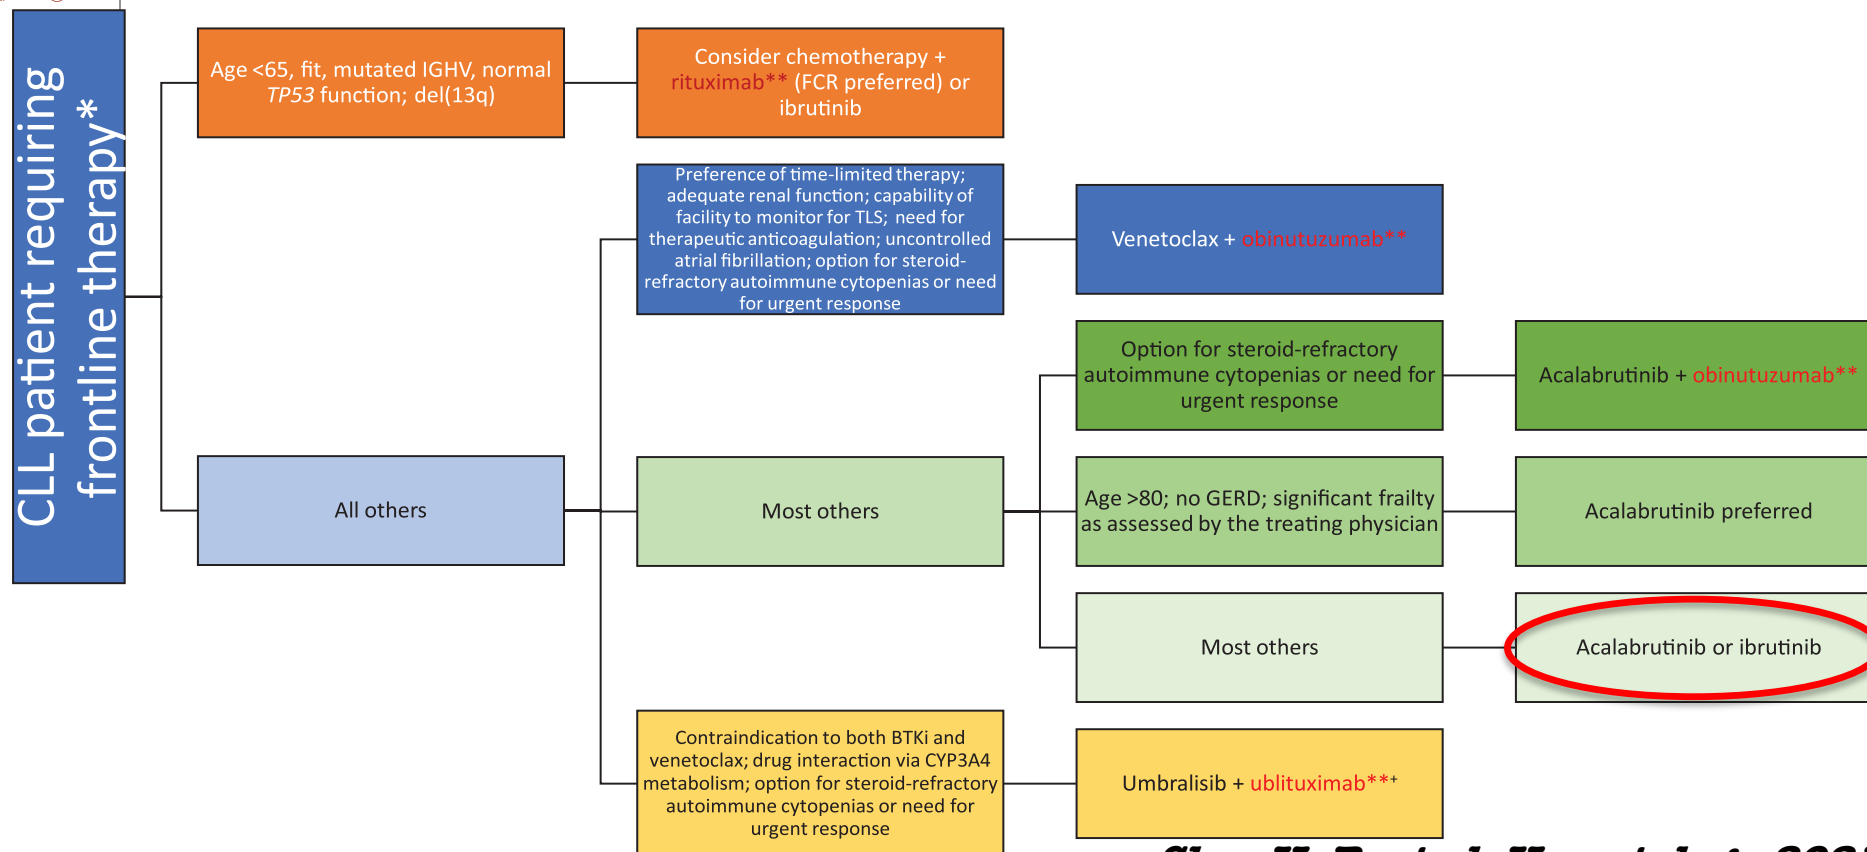 CLL patient requiring
frontline therapy*
Age <65, fit, mutated IGHV, normal
TP53 function; del(13q)
Consider chemotherapy +
rituximab** (FCR preferred) or
ibrutinib
Preference of time-limited therapy;
adequate renal function; capability of
facility to monitor for TLS; need for
therapeutic anticoagulation; uncontrolled
atrial fibrillation; option for steroid-
refractory autoimmune cytopenias or need
for urgent response
Venetoclax + obinutuzumab**
Option for steroid-refractory
autoimmune cytopenias or need for
urgent response
Acalabrutinib + obinutuzumab**
All others
Most others
Age >80; no GERD; significant frailty
as assessed by the treating physician
Acalabrutinib preferred
Most others
Acalabrutinib or ibrutinib
Contraindication to both BTKi and
venetoclax; drug interaction via CYP3A4
metabolism; option for steroid-refractory
autoimmune cytopenias or need for
urgent response
Umbralisib + ublituximab**+